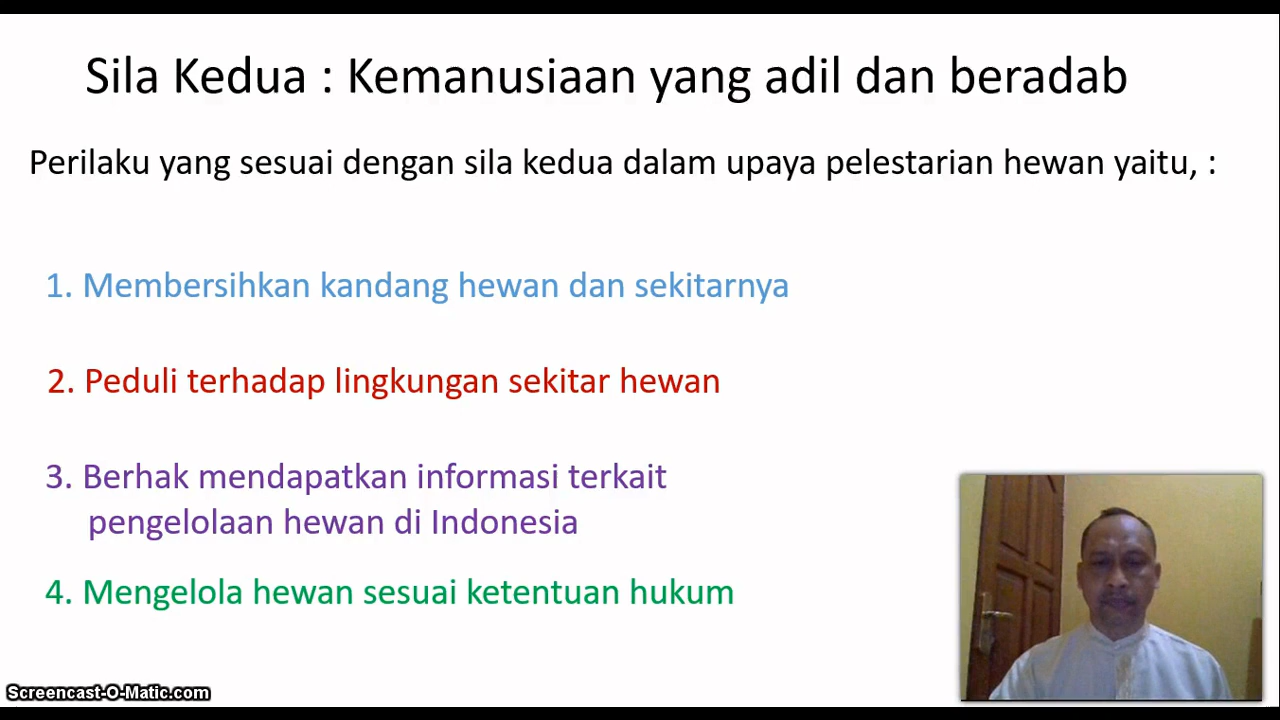 Sila Kedua : Kemanusiaan yang adil dan beradab
Perilaku yang sesuai dengan sila kedua dalam upaya pelestarian hewan yaitu, :
1. Membersihkan kandang hewan dan sekitarnya
2. Peduli terhadap lingkungan sekitar hewan
3. Berhak mendapatkan informasi terkait
pengelolaan hewan di Indonesia
4. Mengelola hewan sesuai ketentuan hukum
Screencast-O-Matic.com